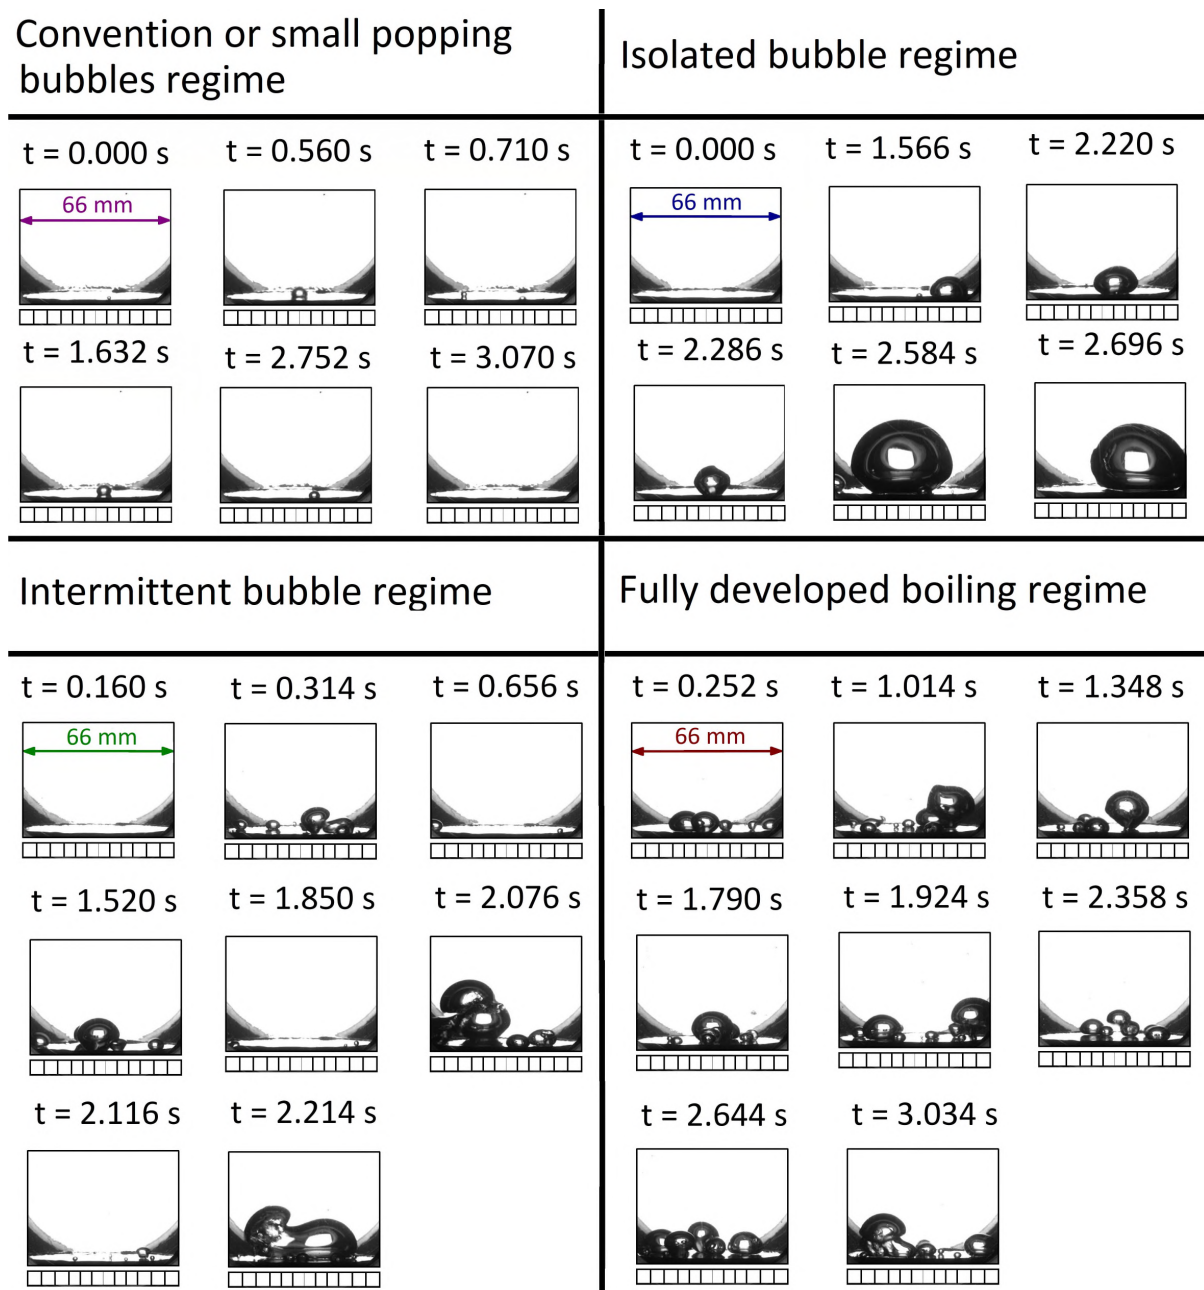 Convention or small popping
bubbles regime
Isolated bubble regime
t = 0.000 s
t = 0.560 s
t = 0.710 s
66 mm
t = 1.632 s
t = 2.752 s
t = 3.070 s
t = 0.000 s
t = 1.566 s
t = 2.220 s
66 mm
t = 2.286 s
t = 2.584 s
t = 2.696 s
Intermittent bubble regime
Fully developed boiling regime
t = 0.160 s
t = 0.314 s
t = 0.656 s
66 mm
t = 1.520 s
t = 1.850 s
t = 2.076 s
t = 2.116 s
t = 2.214 s
t = 0.252 s
t = 1.014 s
t = 1.348 s
66 mm
t = 1.790 s
t = 1.924 s
t = 2.358 s
t = 2.644 s
t = 3.034 s